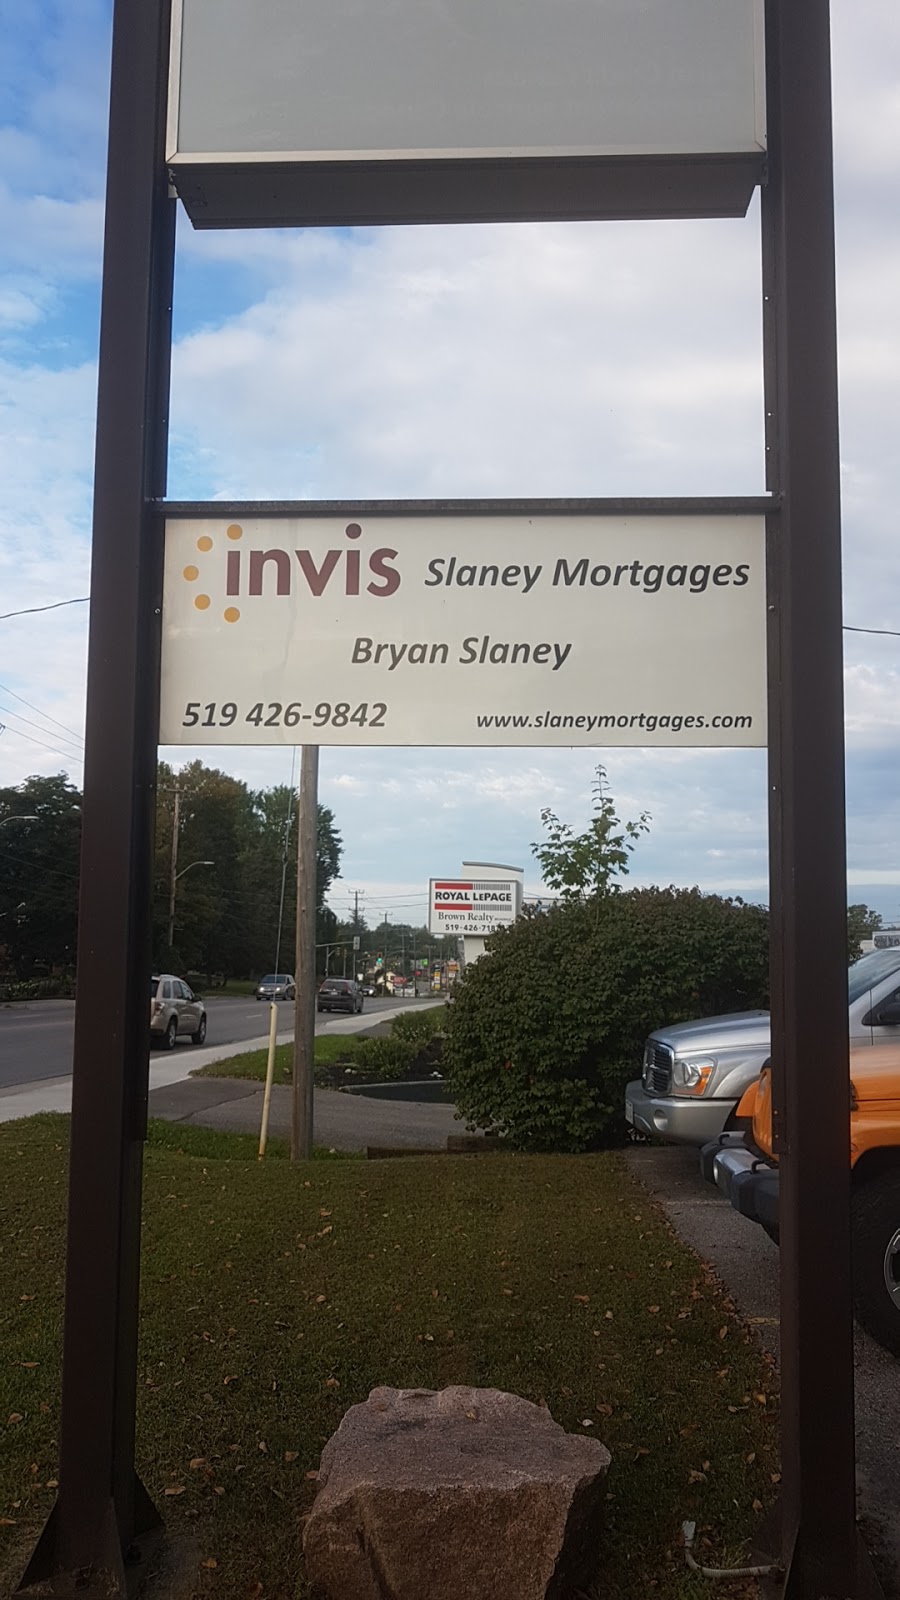 invis Slaney Mortgages
Bryan Slaney
519 426-9842 www.slaneymortgages.com
ROYAL LEPAGE
Brown Realty